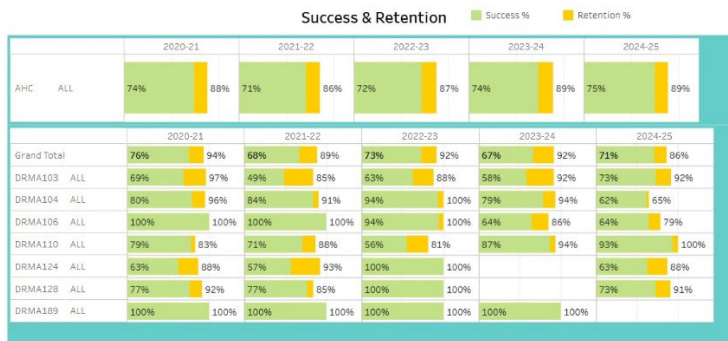 Success & Retention Success % Retention %
2020-21 2021-22 2022-23 2023-24 2024-25
AHC ALL 74% 88% 71% 86% 72% 87% 74% 89% 75% 89%
2020-21 2021-22 2022-23 2023-24 2024-25
Grand Total 76% 94% 68% 89% 73% 92% 67% 92% 71% 86%
DRMA103 ALL 69% 97% 49% 85% 63% 88% 58% 92% 73% 92%
DRMA104 ALL 80% 96% 84% 91% 94% 100% 79% 94% 62% 65%
DRMA106 ALL 100% 100% 100% 100% 94% 100% 64% 86% 64% 79%
DRMA110 ALL 79% 83% 71% 88% 56% 81% 87% 94% 93% 100%
DRMA124 ALL 63% 88% 57% 93% 100% 100% 63% 88%
DRMA128 ALL 77% 92% 77% 85% 100% 100% 73% 91%
DRMA189 ALL 100% 100% 100% 100% 100% 100% 100% 100%